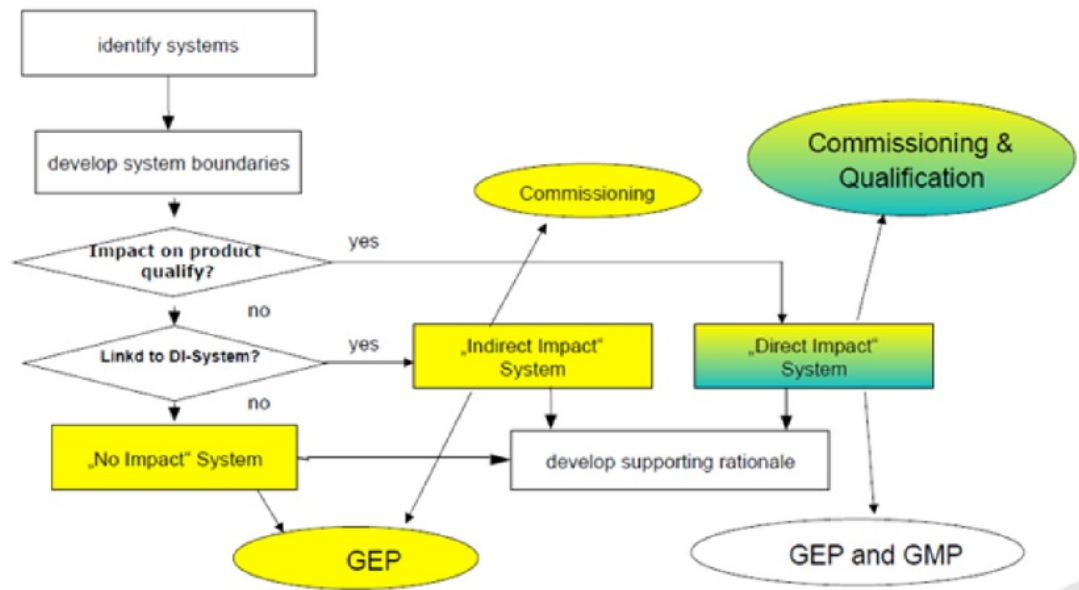 identify systems
develop system boundaries
Commissioning &
Qualification
Commissioning
Impact on product
qualify?
yes
no
Linkd to DI-System?
yes
„Indirect Impact“
System
„Direct Impact“
System
no
„No Impact“ System
develop supporting rationale
GEP
GEP and GMP